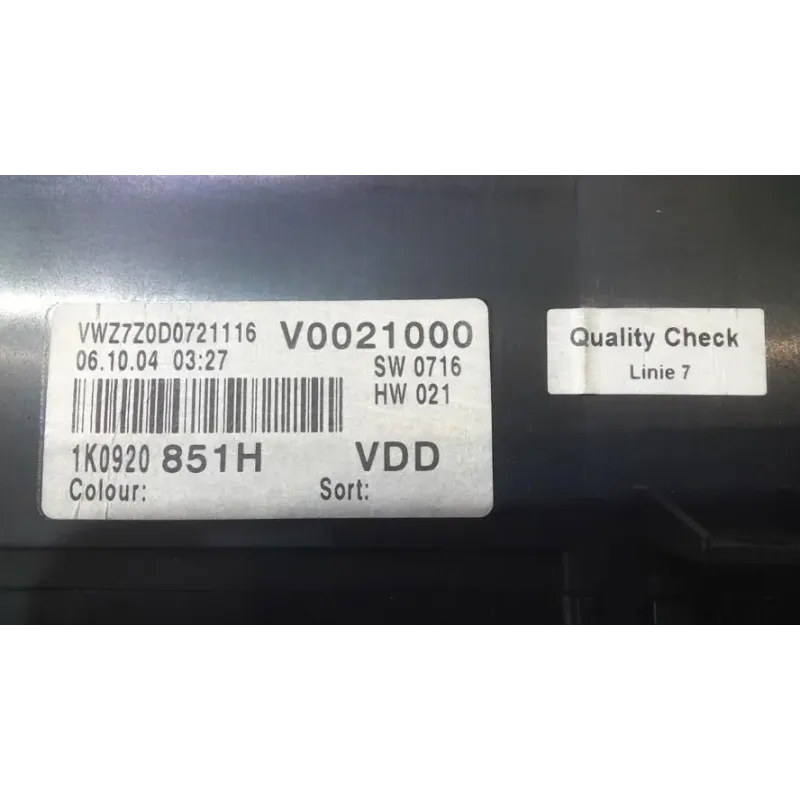 VWZ7Z0D0721116 V0021000
06.10.04 03:27 SW 0716
HW 021
1K0920 851H VDD
Colour: Sort:
Quality Check
Linie 7